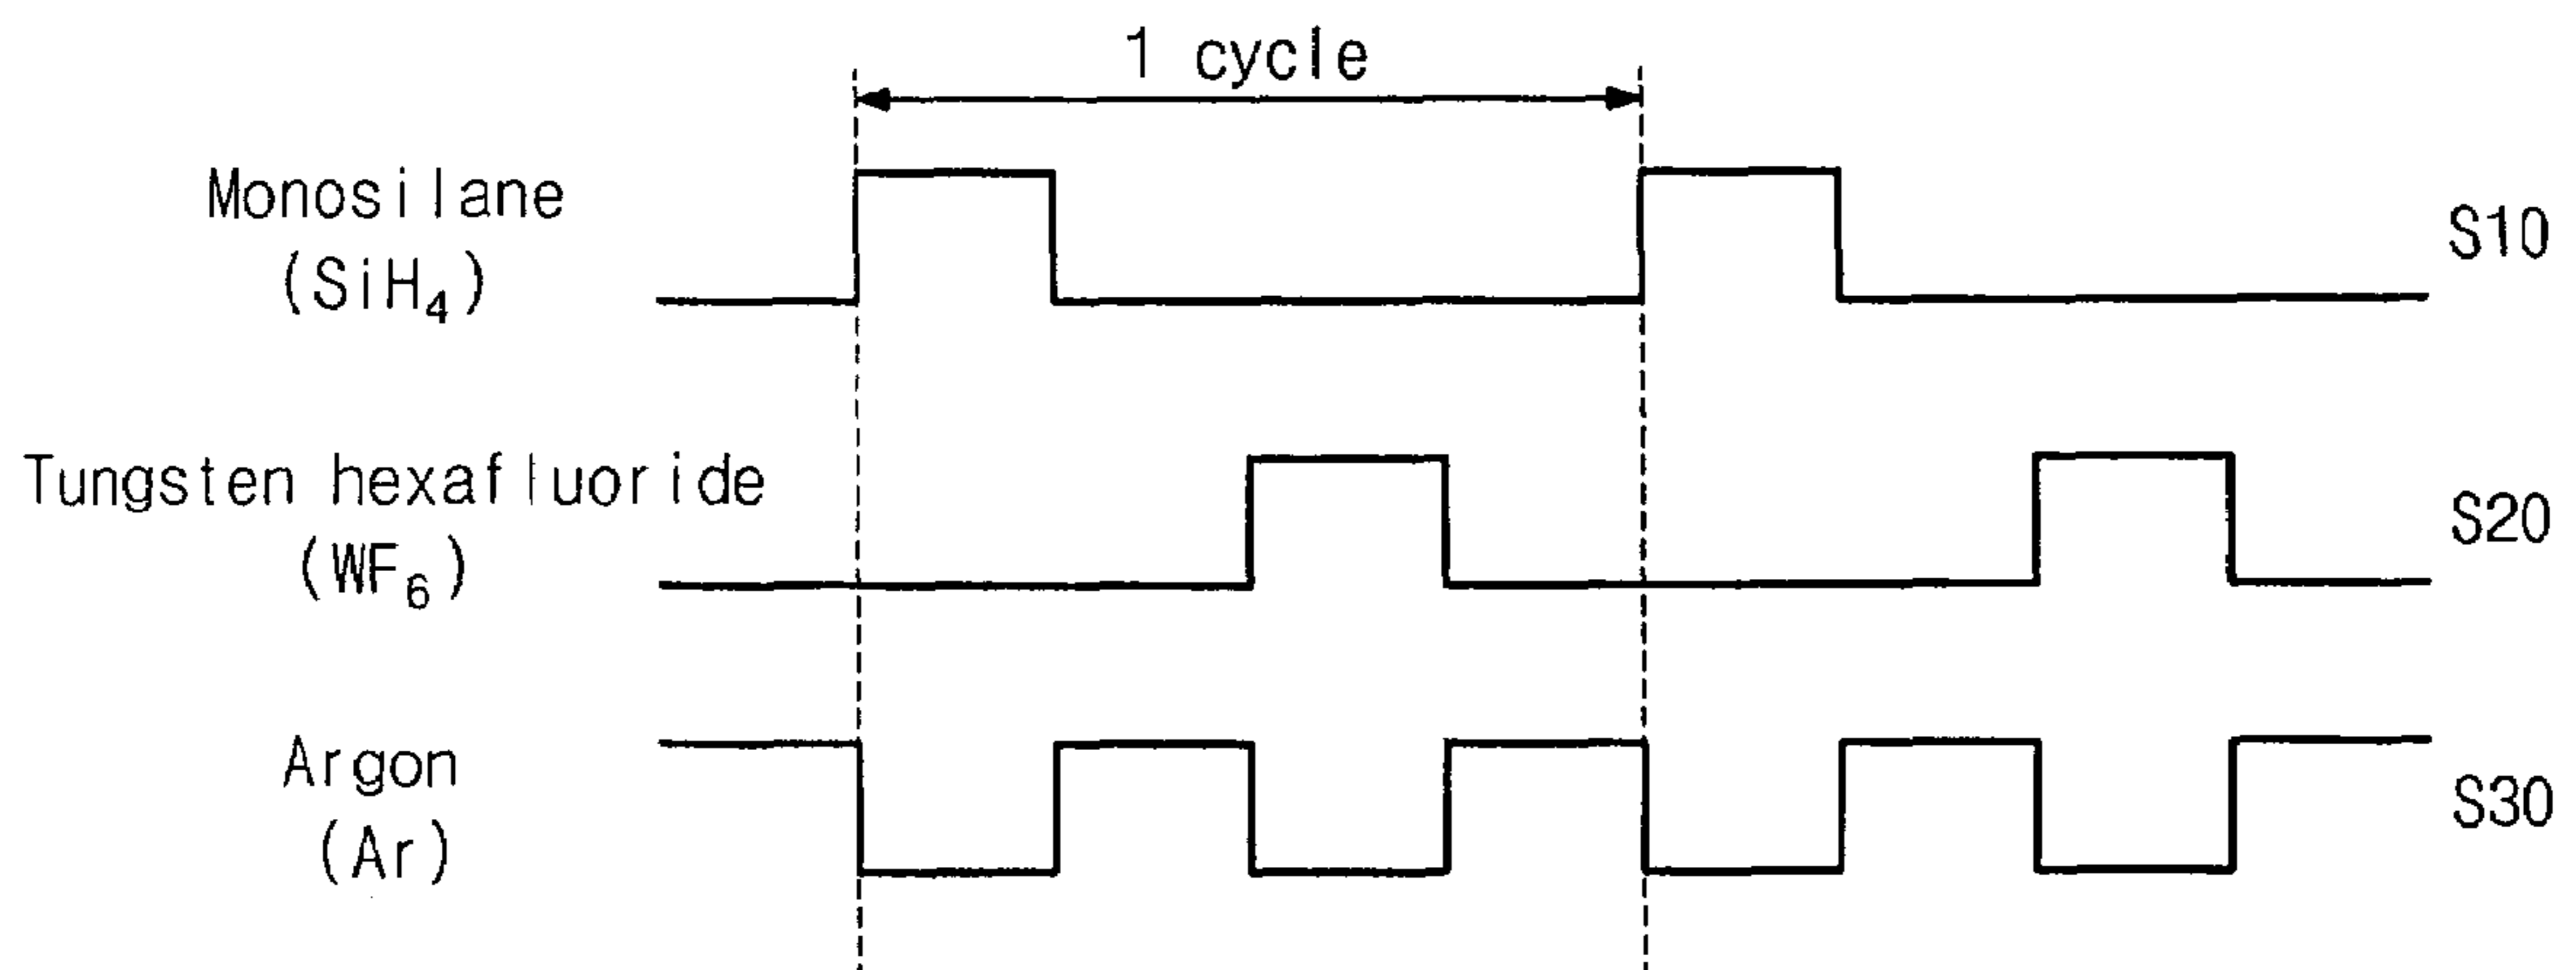 1 cycle
Monosilane
(SiH₄)
S10
Tungsten hexafluoride
(WF₆)
S20
Argon
(Ar)
S30